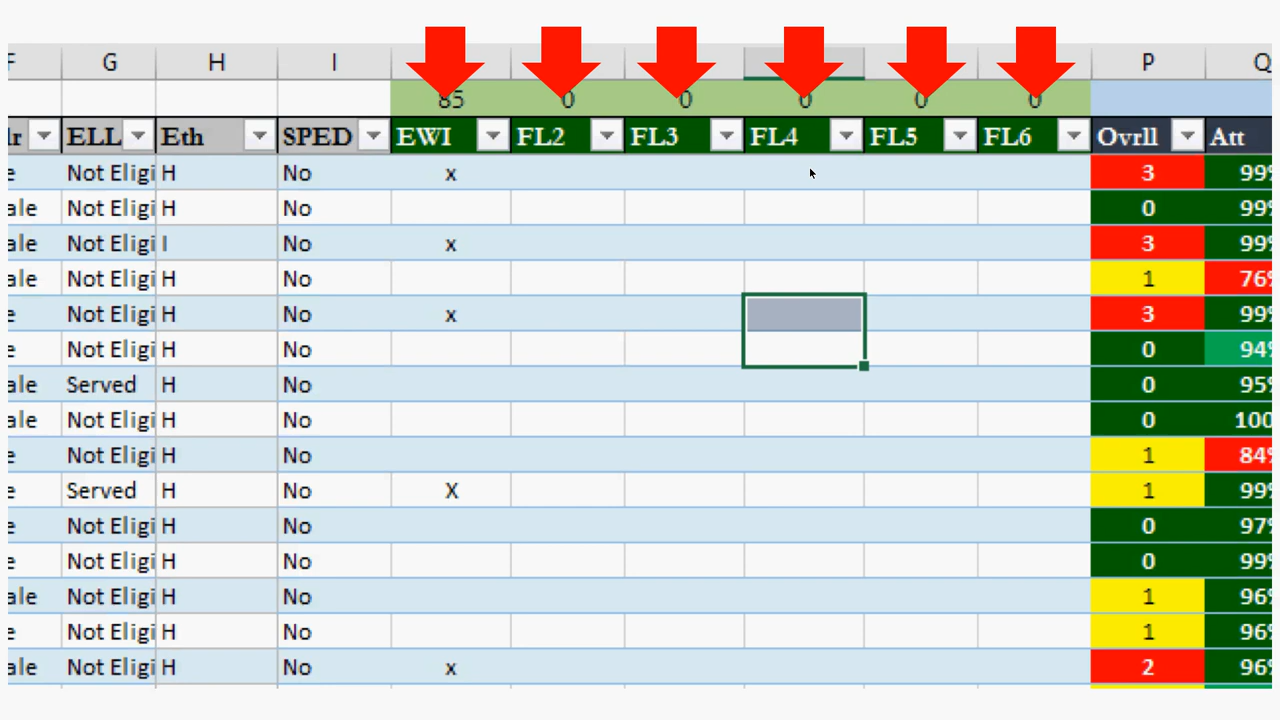 F G H I P Q
85 0 0 0 0 0
lr ELL Eth SPED EWI FL2 FL3 FL4 FL5 FL6 Ovrll Att
e Not Eligi H No x 3 99%
ale Not Eligi H No 0 99%
ale Not Eligi I No x 3 99%
ale Not Eligi H No 1 76%
e Not Eligi H No x 3 99%
e Not Eligi H No 0 94%
ale Served H No 0 95%
ale Not Eligi H No 0 100
e Not Eligi H No 1 84%
e Served H No X 1 99%
e Not Eligi H No 0 97%
e Not Eligi H No 0 99%
ale Not Eligi H No 1 96%
e Not Eligi H No 1 96%
ale Not Eligi H No x 2 96%